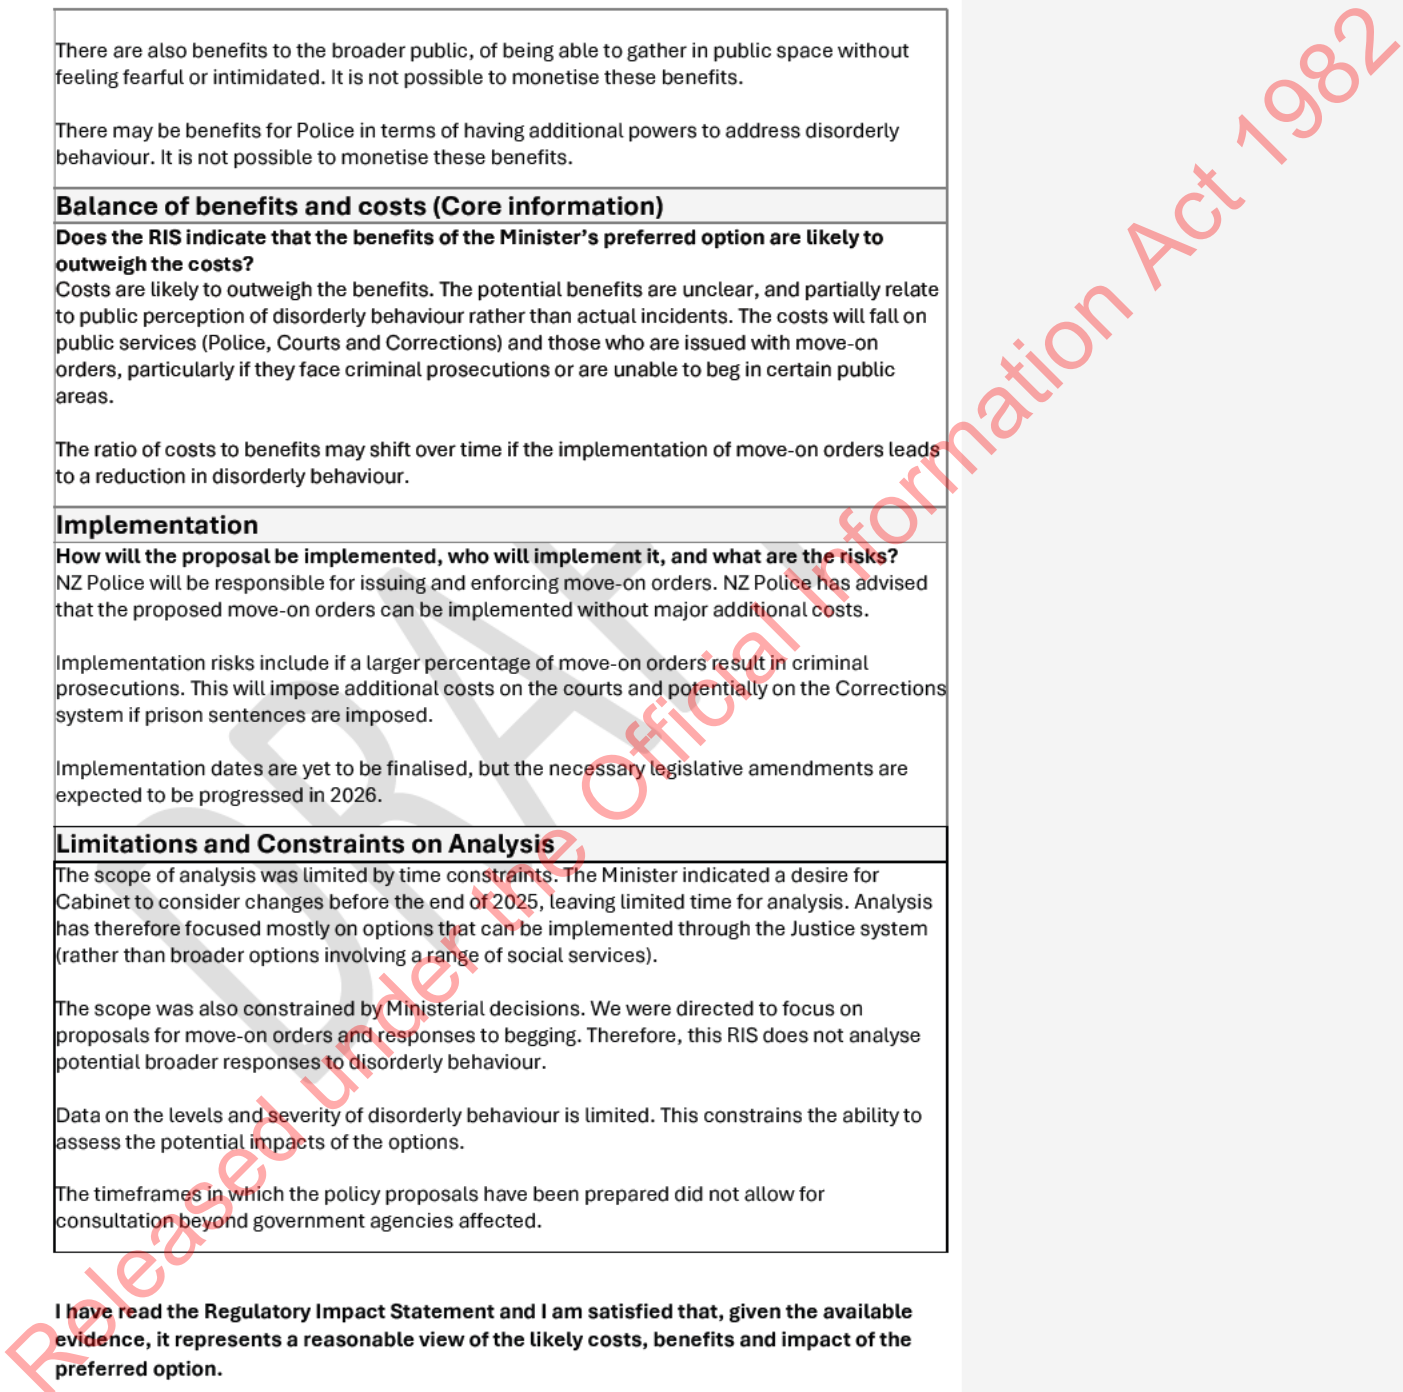 There are also benefits to the broader public, of being able to gather in public space without
feeling fearful or intimidated. It is not possible to monetise these benefits.
There may be benefits for Police in terms of having additional powers to address disorderly
behaviour. It is not possible to monetise these benefits.
Balance of benefits and costs (Core information)
Does the RIS indicate that the benefits of the Minister’s preferred option are likely to
outweigh the costs?
Costs are likely to outweigh the benefits. The potential benefits are unclear, and partially relate
to public perception of disorderly behaviour rather than actual incidents. The costs will fall on
public services (Police, Courts and Corrections) and those who are issued with move-on
orders, particularly if they face criminal prosecutions or are unable to beg in certain public
areas.
The ratio of costs to benefits may shift over time if the implementation of move-on orders leads
to a reduction in disorderly behaviour.
Implementation
How will the proposal be implemented, who will implement it, and what are the risks?
NZ Police will be responsible for issuing and enforcing move-on orders. NZ Police has advised
that the proposed move-on orders can be implemented without major additional costs.
Implementation risks include if a larger percentage of move-on orders result in criminal
prosecutions. This will impose additional costs on the courts and potentially on the Corrections
system if prison sentences are imposed.
Implementation dates are yet to be finalised, but the necessary legislative amendments are
expected to be progressed in 2026.
Limitations and Constraints on Analysis
The scope of analysis was limited by time constraints. The Minister indicated a desire for
Cabinet to consider changes before the end of 2025, leaving limited time for analysis. Analysis
has therefore focused mostly on options that can be implemented through the Justice system
(rather than broader options involving a range of social services).
The scope was also constrained by Ministerial decisions. We were directed to focus on
proposals for move-on orders and responses to begging. Therefore, this RIS does not analyse
potential broader responses to disorderly behaviour.
Data on the levels and severity of disorderly behaviour is limited. This constrains the ability to
assess the potential impacts of the options.
The timeframes in which the policy proposals have been prepared did not allow for
consultation beyond government agencies affected.
I have read the Regulatory Impact Statement and I am satisfied that, given the available
evidence, it represents a reasonable view of the likely costs, benefits and impact of the
preferred option.
DRAF
Released under the Official Information Act 1982